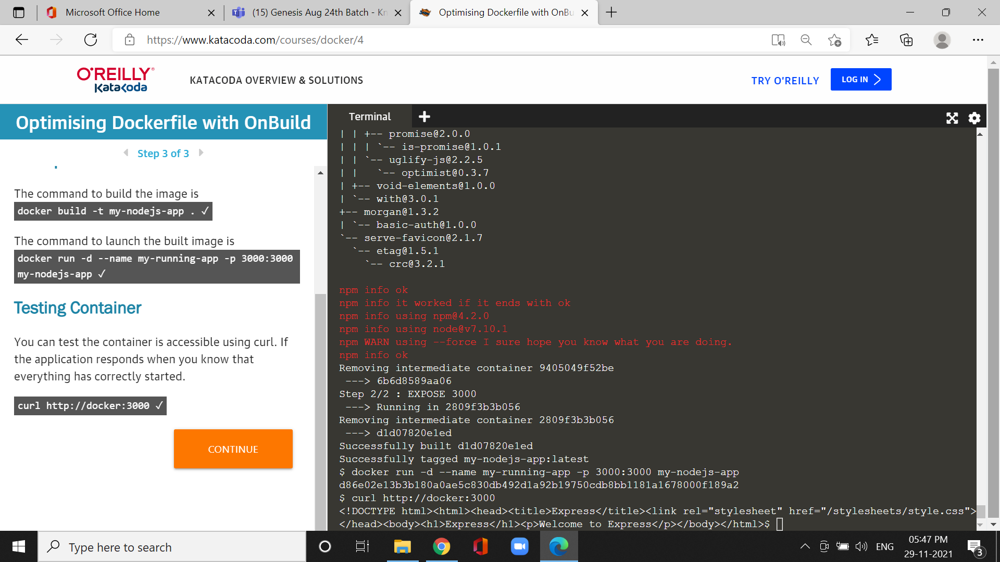 Microsoft Office Home
(15) Genesis Aug 24th Batch - Kn
Optimising Dockerfile with OnBu
https://www.katacoda.com/courses/docker/4
O'REILLY®
Katacoda
KATACODA OVERVIEW & SOLUTIONS
TRY O'REILLY
LOG IN
Optimising Dockerfile with OnBuild
Step 3 of 3
The command to build the image is
docker build -t my-nodejs-app . ✓
The command to launch the built image is
docker run -d --name my-running-app -p 3000:3000
my-nodejs-app ✓
Testing Container
You can test the container is accessible using curl. If
the application responds when you know that
everything has correctly started.
curl http://docker:3000 ✓
CONTINUE
Terminal
| | +-- promise@2.0.0
| | | `-- is-promise@1.0.1
| | `-- uglify-js@2.2.5
| |   `-- optimist@0.3.7
| +-- void-elements@1.0.0
| `-- with@3.0.1
+-- morgan@1.3.2
| `-- basic-auth@1.0.0
`-- serve-favicon@2.1.7
  `-- etag@1.5.1
    `-- crc@3.2.1
npm info ok
npm info it worked if it ends with ok
npm info using npm@4.2.0
npm info using node@v7.10.1
npm WARN using --force I sure hope you know what you are doing.
npm info ok
Removing intermediate container 9405049f52be
 ---> 6b6d8589aa06
Step 2/2 : EXPOSE 3000
 ---> Running in 2809f3b3b056
Removing intermediate container 2809f3b3b056
 ---> d1d07820e1ed
Successfully built d1d07820e1ed
Successfully tagged my-nodejs-app:latest
$ docker run -d --name my-running-app -p 3000:3000 my-nodejs-app
d86e02e13b3b180a0ae5c830db492d1a92b19750cdb8bb1181a1678000f189a2
$ curl http://docker:3000
<!DOCTYPE html><html><head><title>Express</title><link rel="stylesheet" href="/stylesheets/style.css">
</head><body><h1>Express</h1><p>Welcome to Express</p></body></html>$
Type here to search
ENG
05:47 PM
29-11-2021
3